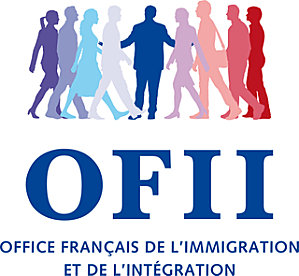 OFII
OFFICE FRANÇAIS DE L'IMMIGRATION
ET DE L'INTÉGRATION